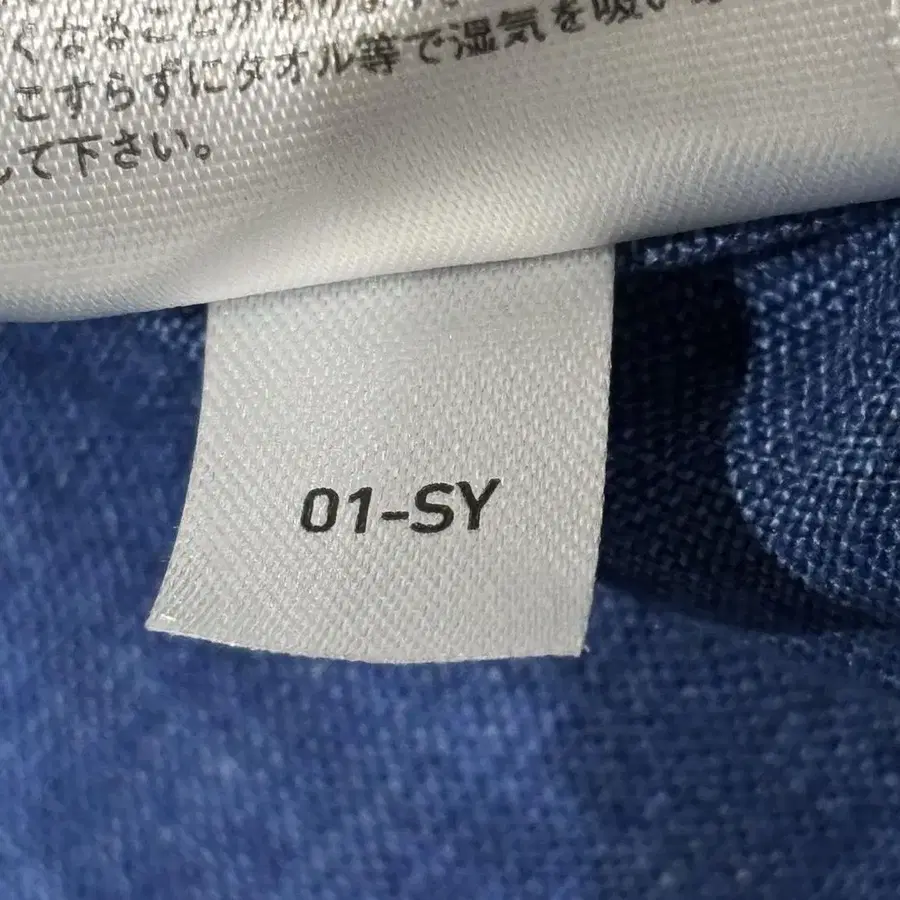 くなることがあります
こすらずにタオル等で湿気を吸い
して下さい。
01-SY